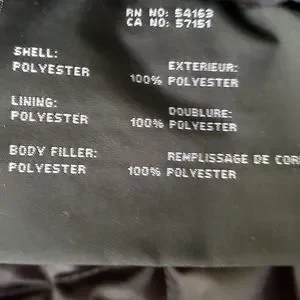 RN NO: 54163
CA NO: 57151
SHELL: EXTERIEUR:
POLYESTER 100% POLYESTER
LINING: DOUBLURE:
POLYESTER 100% POLYESTER
BODY FILLER: REMPLISSAGE DE COR
POLYESTER 100% POLYESTER